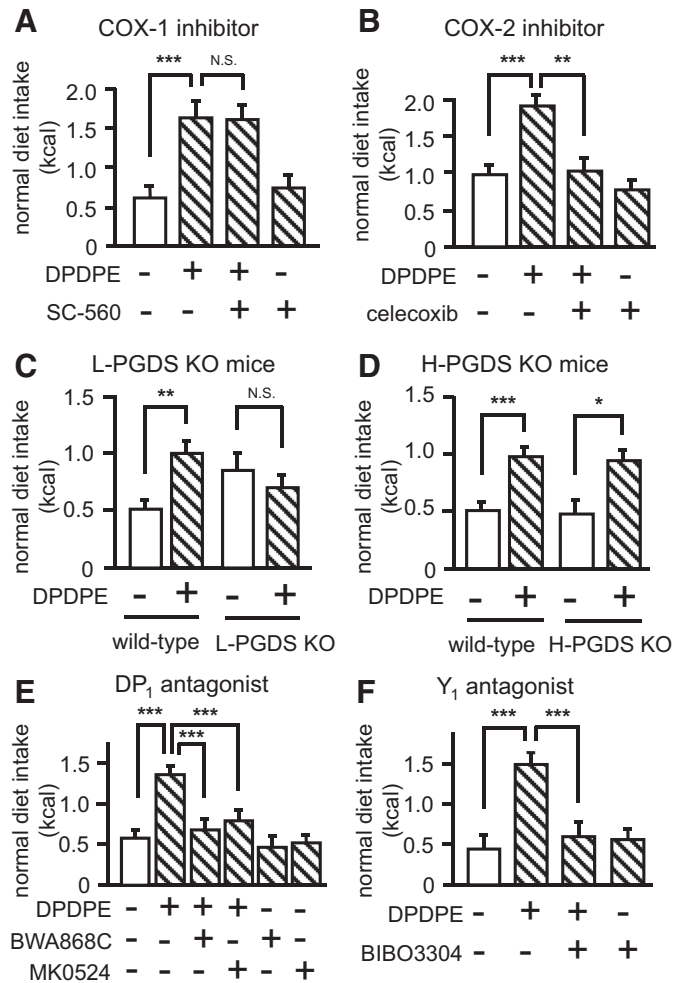 A COX-1 inhibitor
*** N.S.
normal diet intake (kcal)
2.0
1.5
1.0
0.5
0
DPDPE - + + -
SC-560 - - + +
B COX-2 inhibitor
*** **
normal diet intake (kcal)
2.0
1.5
1.0
0.5
0
DPDPE - + + -
celecoxib - - + +
C L-PGDS KO mice
** N.S.
normal diet intake (kcal)
1.5
1.0
0.5
0
DPDPE - + - +
wild-type L-PGDS KO
D H-PGDS KO mice
*** *
normal diet intake (kcal)
1.5
1.0
0.5
0
DPDPE - + - +
wild-type H-PGDS KO
E DP1 antagonist
*** ***
***
normal diet intake (kcal)
1.5
1.0
0.5
0
DPDPE - + + + - -
BWA868C - - + - + -
MK0524 - - - + - +
F Y1 antagonist
*** ***
normal diet intake (kcal)
1.5
1.0
0.5
0
DPDPE - + + -
BIBO3304 - - + +